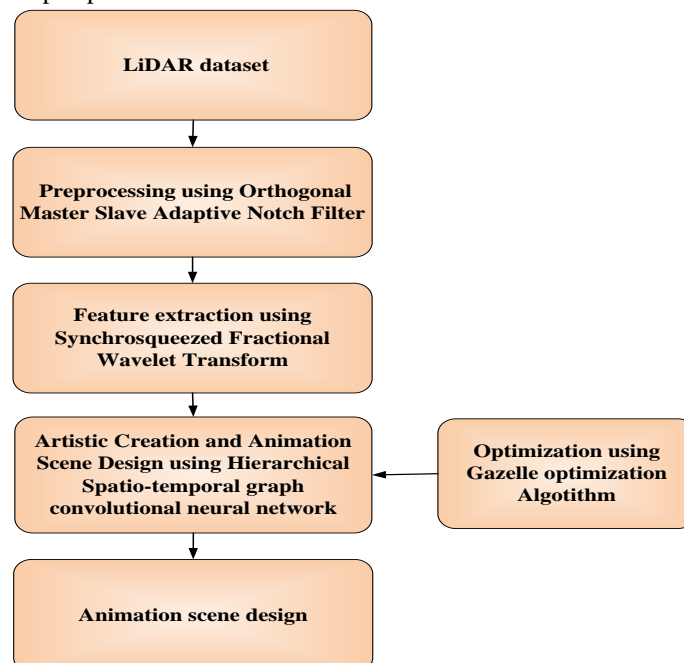 LiDAR dataset
Preprocessing using Orthogonal
Master Slave Adaptive Notch Filter
Feature extraction using
Synchrosqueezed Fractional
Wavelet Transform
Artistic Creation and Animation
Scene Design using Hierarchical
Spatio-temporal graph
convolutional neural network
Optimization using
Gazelle optimization
Algotithm
Animation scene design